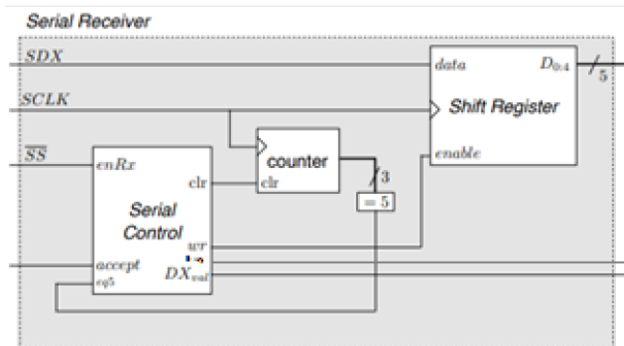 Serial Receiver
SDX
SCLK
SS
data
D0:4
5
Shift Register
enable
enRx
clr
counter
clr
3
= 5
Serial
Control
wr
accept
DXval
eq5